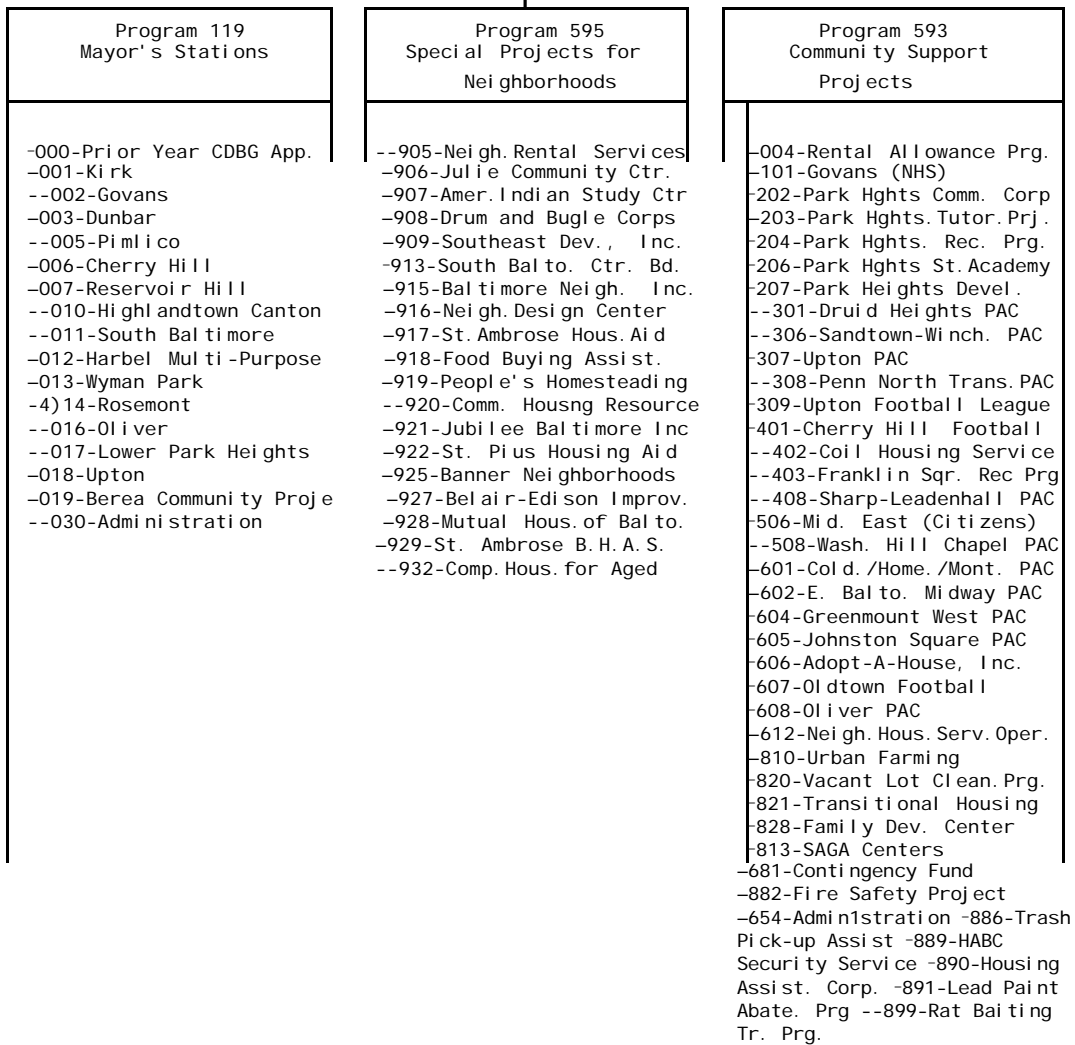 Program 119
Mayor's Stations
-000-Prior Year CDBG App.
—001-Kirk
--002-Govans
—003-Dunbar
--005-Pimlico
—006-Cherry Hill
—007-Reservoir Hill
--010-Highlandtown Canton
--011-South Baltimore
—012-Harbel Multi-Purpose
—013-Wyman Park
-4)14-Rosemont
--016-Oliver
--017-Lower Park Heights
—018-Upton
—019-Berea Community Proje
--030-Administration
Program 595
Special Projects for
Neighborhoods
--905-Neigh.Rental Services
—906-Julie Community Ctr.
—907-Amer.Indian Study Ctr
—908-Drum and Bugle Corps
—909-Southeast Dev., Inc.
-913-South Balto. Ctr. Bd.
—915-Baltimore Neigh. Inc.
—916-Neigh.Design Center
—917-St.Ambrose Hous.Aid
—918-Food Buying Assist.
—919-People's Homesteading
--920-Comm. Housng Resource
—921-Jubilee Baltimore Inc
—922-St. Pius Housing Aid
—925-Banner Neighborhoods
—927-Belair-Edison Improv.
—928-Mutual Hous.of Balto.
—929-St. Ambrose B.H.A.S.
--932-Comp.Hous.for Aged
Program 593
Community Support
Projects
—004-Rental Allowance Prg.
—101-Govans (NHS)
-202-Park Hghts Comm. Corp
—203-Park Hghts.Tutor.Prj.
-204-Park Hghts. Rec. Prg.
-206-Park Hghts St.Academy
-207-Park Heights Devel.
--301-Druid Heights PAC
--306-Sandtown-Winch. PAC
-307-Upton PAC
--308-Penn North Trans.PAC
-309-Upton Football League
-401-Cherry Hill Football
--402-Coil Housing Service
--403-Franklin Sqr. Rec Prg
--408-Sharp-Leadenhall PAC
-506-Mid. East (Citizens)
--508-Wash. Hill Chapel PAC
—601-Cold./Home./Mont. PAC
—602-E. Balto. Midway PAC
-604-Greenmount West PAC
-605-Johnston Square PAC
-606-Adopt-A-House, Inc.
-607-Oldtown Football
-608-Oliver PAC
—612-Neigh.Hous.Serv.Oper.
—810-Urban Farming
-820-Vacant Lot Clean.Prg.
-821-Transitional Housing
-828-Family Dev. Center
-813-SAGA Centers
—681-Contingency Fund
—882-Fire Safety Project
—654-Admin1stration -886-Trash
Pick-up Assist -889-HABC
Security Service -890-Housing
Assist. Corp. -891-Lead Paint
Abate. Prg --899-Rat Baiting
Tr. Prg.